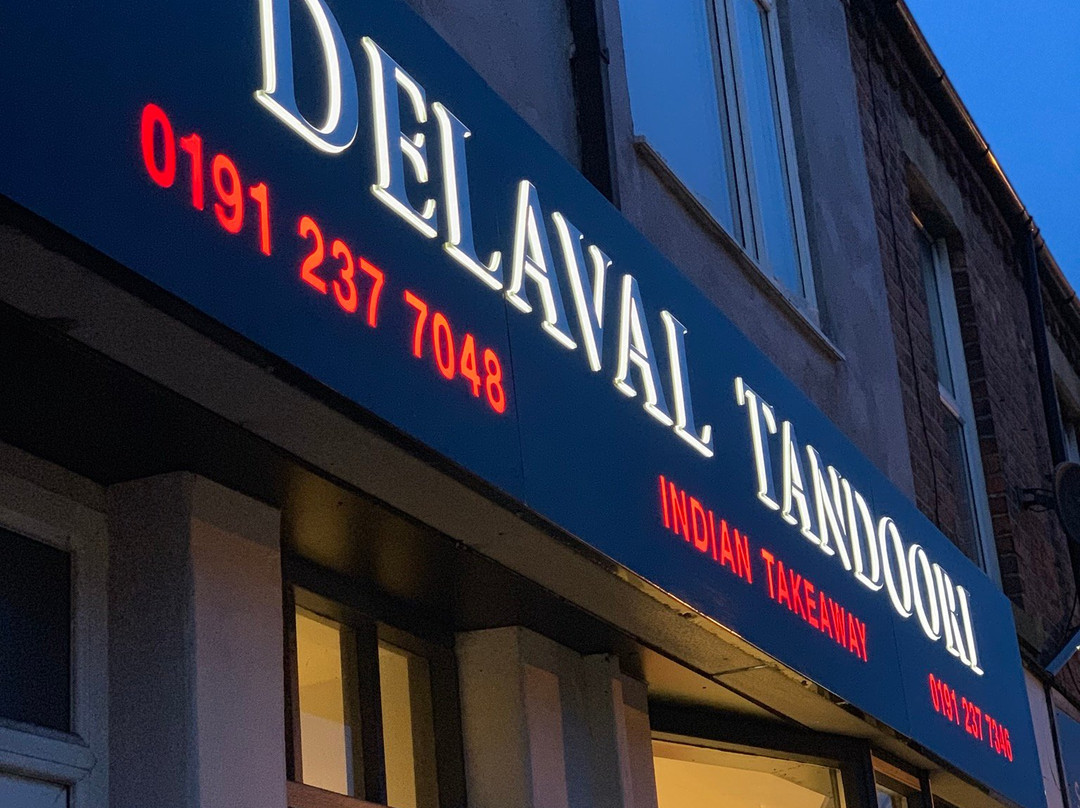 DELAVAL TANDOORI
0191 237 7048
INDIAN TAKEAWAY
0191 237 7346